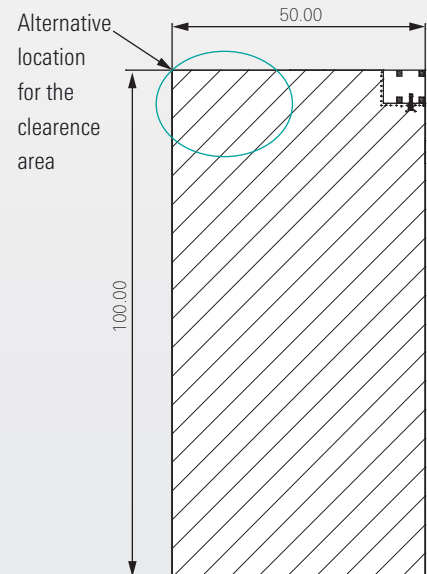 Alternative
location
for the
clearence
area
50.00
100.00